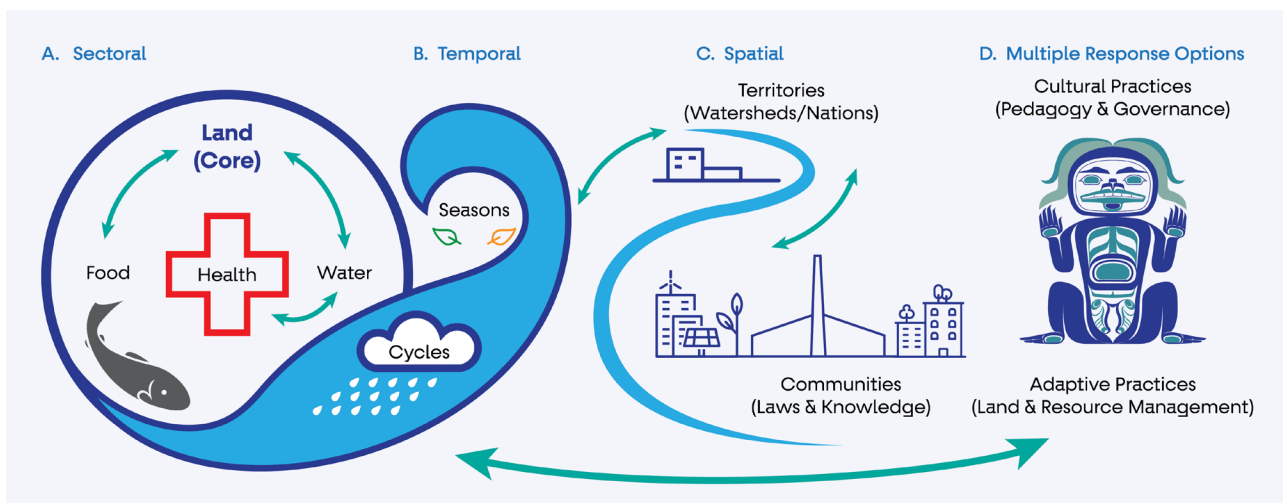 A. Sectoral
B. Temporal
C. Spatial
D. Multiple Response Options
Land
(Core)
Food
Health
Water
Seasons
Cycles
Territories
(Watersheds/Nations)
Communities
(Laws & Knowledge)
Cultural Practices
(Pedagogy & Governance)
Adaptive Practices
(Land & Resource Management)